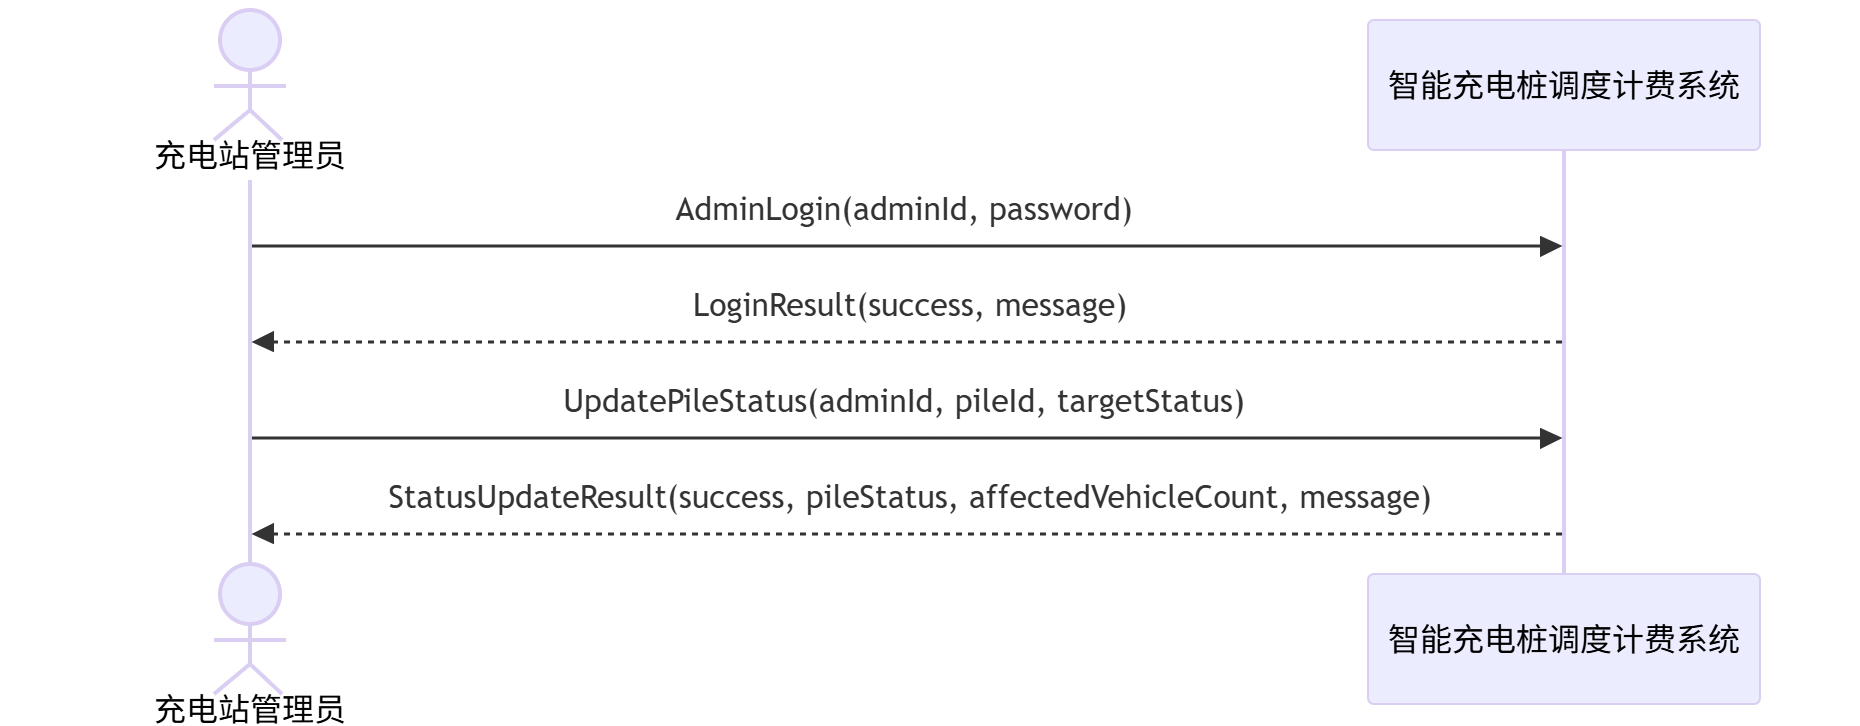 充电站管理员
智能充电桩调度计费系统
AdminLogin(adminId, password)
LoginResult(success, message)
UpdatePileStatus(adminId, pileId, targetStatus)
StatusUpdateResult(success, pileStatus, affectedVehicleCount, message)
充电站管理员
智能充电桩调度计费系统